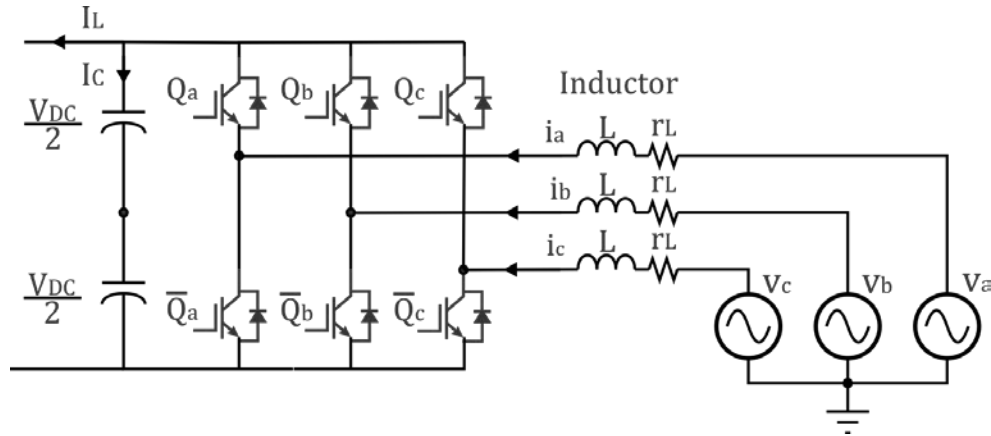 IL
IC
Qa Qb Qc
Inductor
VDC
2
ia L rL
ib L rL
ic L rL
VDC
2
Q̅a Q̅b Q̅c
vc vb va